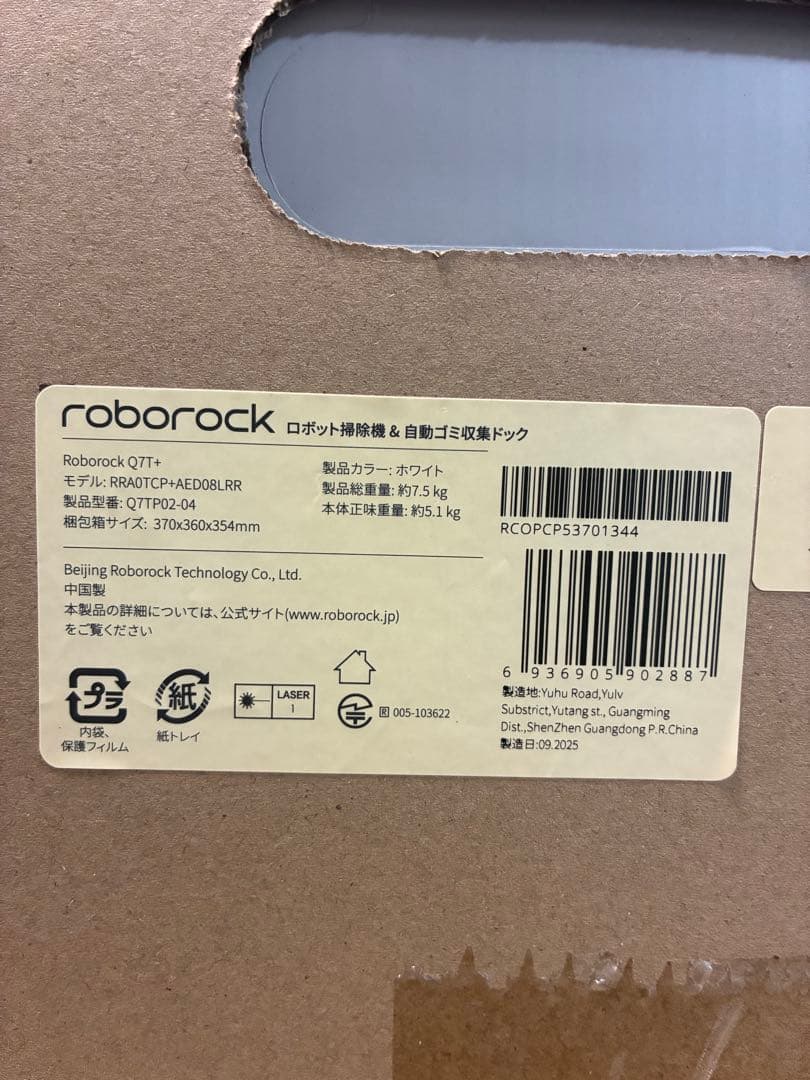 roborock ロボット掃除機 & 自動ゴミ収集ドック
Roborock Q7T+
モデル: RRA0TCP+AED08LRR
製品型番: Q7TP02-04
梱包箱サイズ: 370x360x354mm
製品カラー: ホワイト
製品総重量: 約7.5 kg
本体正味重量: 約5.1 kg
RCOPCP53701344
Beijing Roborock Technology Co., Ltd.
中国製
本製品の詳細については、公式サイト(www.roborock.jp)
をご覧ください
6 936905 902887
プラ
内袋、
保護フィルム
紙
紙トレイ
LASER
1
R 005-103622
製造地:Yuhu Road,Yulv
Substrict,Yutang st., Guangming
Dist.,ShenZhen Guangdong P.R.China
製造日:09.2025